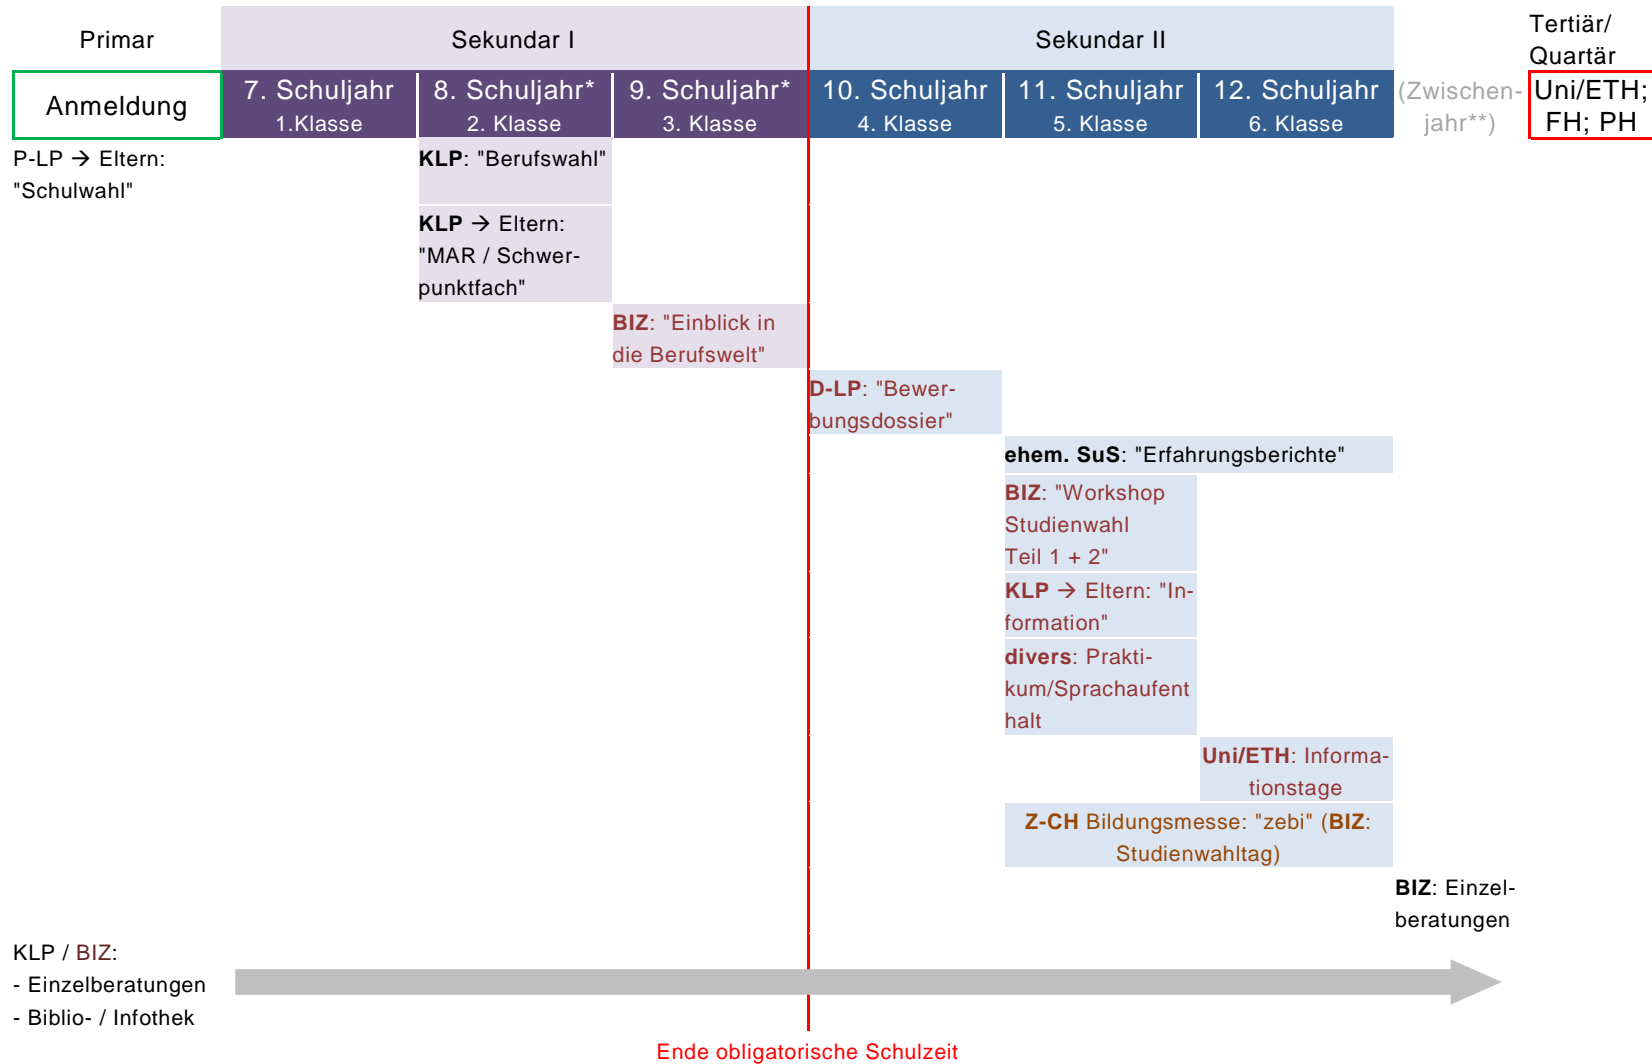 Primar
Sekundar I
Sekundar II
Tertiär/
Quartär
Anmeldung
7. Schuljahr
1.Klasse
8. Schuljahr*
2. Klasse
9. Schuljahr*
3. Klasse
10. Schuljahr
4. Klasse
11. Schuljahr
5. Klasse
12. Schuljahr
6. Klasse
(Zwischen-
jahr**)
Uni/ETH;
FH; PH
P-LP → Eltern:
"Schulwahl"
KLP: "Berufswahl"
KLP → Eltern:
"MAR / Schwer-
punktfach"
BIZ: "Einblick in
die Berufswelt"
D-LP: "Bewer-
bungsdossier"
ehem. SuS: "Erfahrungsberichte"
BIZ: "Workshop
Studienwahl
Teil 1 + 2"
KLP → Eltern: "In-
formation"
divers: Prakti-
kum/Sprachaufent
halt
Uni/ETH: Informa-
tionstage
Z-CH Bildungsmesse: "zebi" (BIZ:
Studienwahltag)
BIZ: Einzel-
beratungen
KLP / BIZ:
- Einzelberatungen
- Biblio- / Infothek
Ende obligatorische Schulzeit